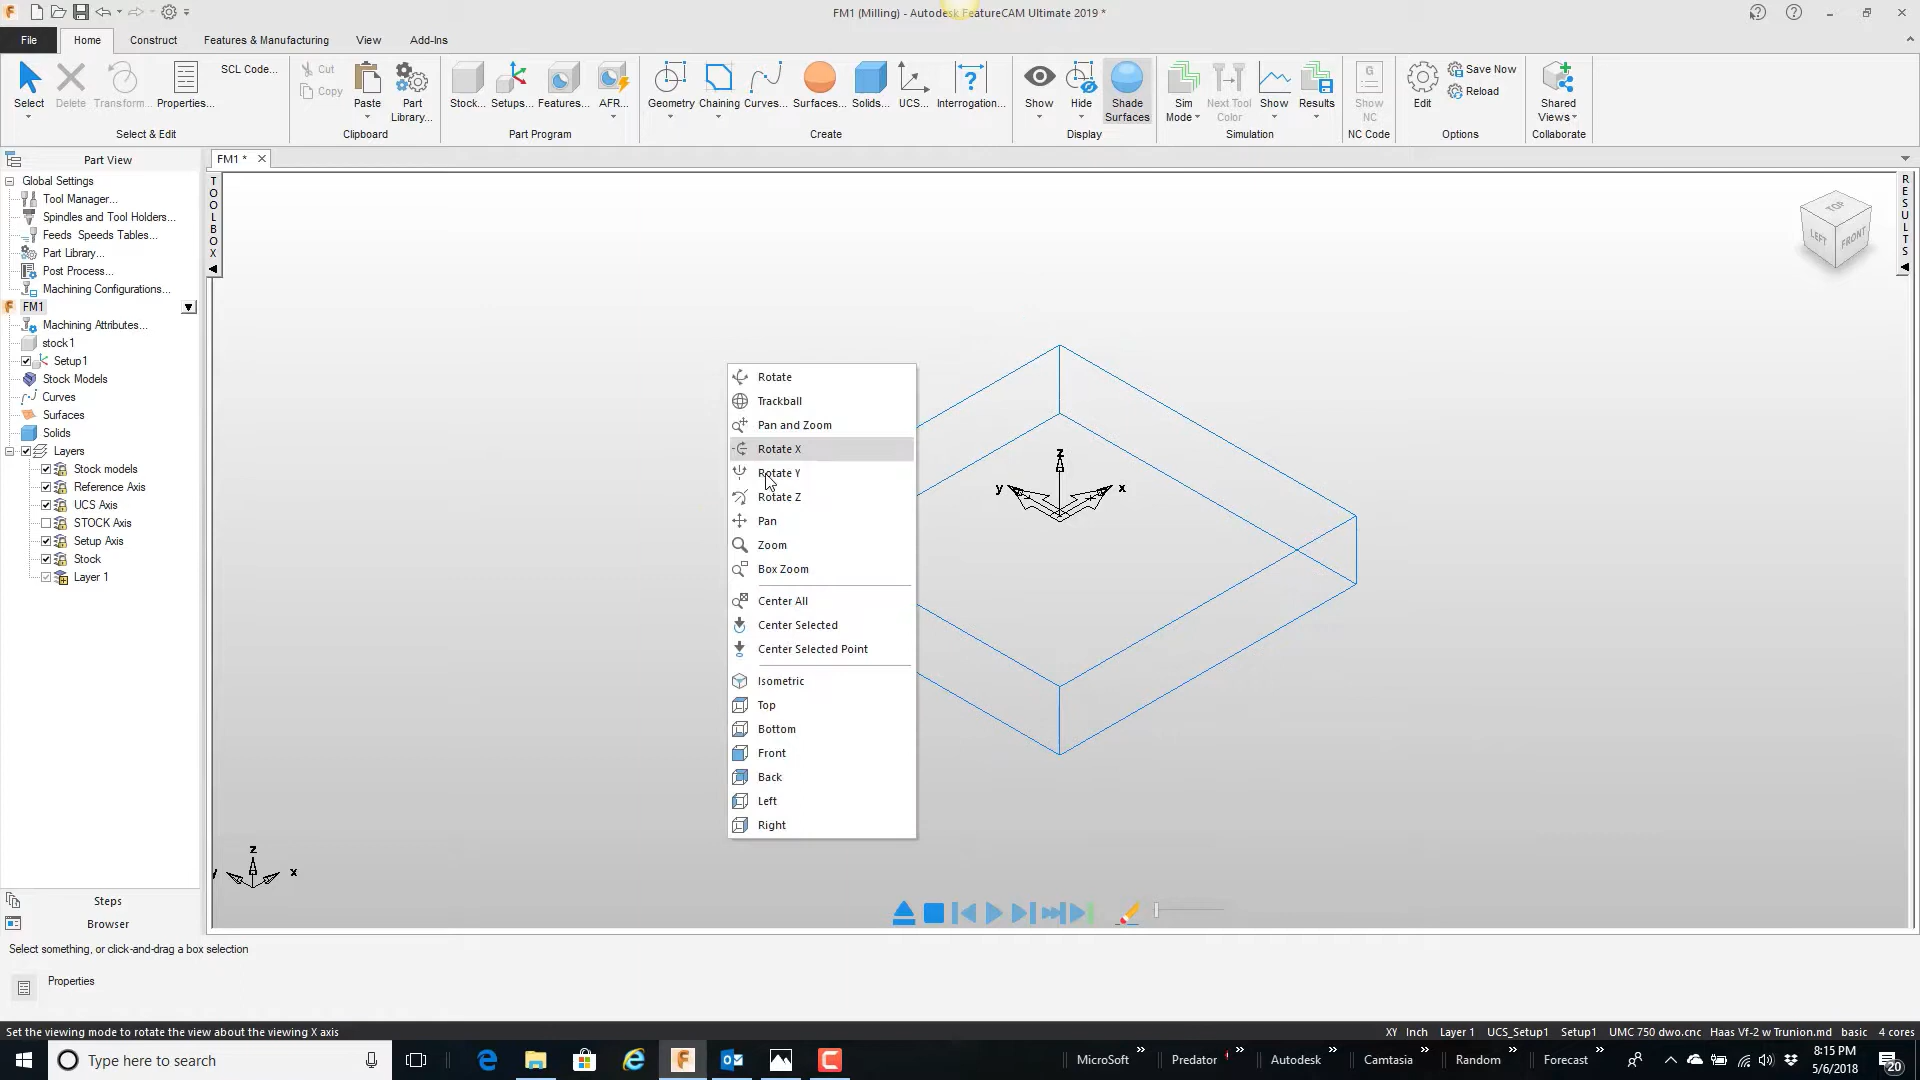 FM1 (Milling) - Autodesk FeatureCAM Ultimate 2019 *
File
Home
Construct
Features & Manufacturing
View
Add-Ins
Select
Delete
Transform...
Properties...
SCL Code...
Select & Edit
Cut
Copy
Paste
Part Library...
Clipboard
Stock...
Setups...
Features...
AFR...
Part Program
Geometry
Chaining
Curves...
Surfaces...
Solids...
UCS...
Interrogation...
Create
Show
Hide
Shade Surfaces
Display
Sim Mode
Next Tool Color
Show
Results
Simulation
G
Show NC
NC Code
Edit
Save Now
Reload
Options
Shared Views
Collaborate
Part View
FM1 *
Global Settings
Tool Manager...
Spindles and Tool Holders...
Feeds Speeds Tables...
Part Library...
Post Process...
Machining Configurations...
FM1
Machining Attributes...
stock1
Setup1
Stock Models
Curves
Surfaces
Solids
Layers
Stock models
Reference Axis
UCS Axis
STOCK Axis
Setup Axis
Stock
Layer 1
TOOLBOX
RESULTS
TOP
LEFT
FRONT
Rotate
Trackball
Pan and Zoom
Rotate X
Rotate Y
Rotate Z
Pan
Zoom
Box Zoom
Center All
Center Selected
Center Selected Point
Isometric
Top
Bottom
Front
Back
Left
Right
z
y
x
z
y
x
Steps
Browser
Select something, or click-and-drag a box selection
Properties
Set the viewing mode to rotate the view about the viewing X axis
XY Inch Layer 1 UCS_Setup1 Setup1 UMC 750 dwo.cnc Haas Vf-2 w Trunion.md basic 4 cores
Type here to search
MicroSoft
Predator
Autodesk
Camtasia
Random
Forecast
8:15 PM
5/6/2018
20